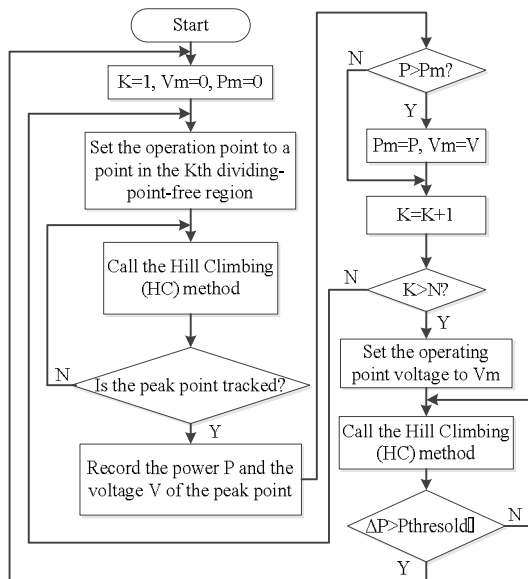 Start
K=1, Vm=0, Pm=0
Set the operation point to a
point in the Kth dividing-
point-free region
Call the Hill Climbing
(HC) method
Is the peak point tracked?
N
Y
Record the power P and the
voltage V of the peak point
P>Pm?
N
Y
Pm=P, Vm=V
K=K+1
K>N?
N
Y
Set the operating
point voltage to Vm
Call the Hill Climbing
(HC) method
ΔP>Pthresold
N
Y